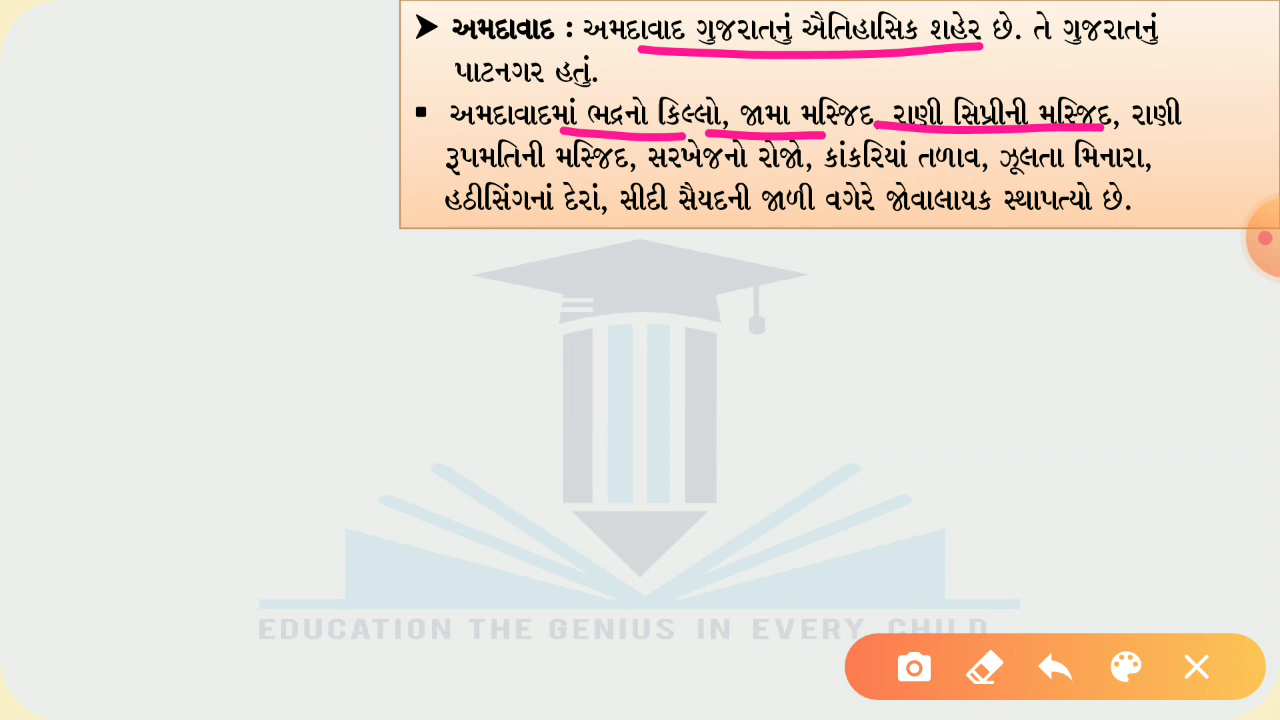 ➤ અમદાવાદ : અમદાવાદ ગુજરાતનું ઐતિહાસિક શહેર છે. તે ગુજરાતનું
પાટનગર હતું.
▪ અમદાવાદમાં ભદ્રનો કિલ્લો, જામા મસ્જિદ, રાણી સિપ્રીની મસ્જિદ, રાણી
રૂપમતિની મસ્જિદ, સરખેજનો રોજો, કાંકરિયાં તળાવ, ઝૂલતા મિનારા,
હઠીસિંગનાં દેરાં, સીદી સૈયદની જાળી વગેરે જોવાલાયક સ્થાપત્યો છે.
EDUCATION THE GENIUS IN EVERY CHILD